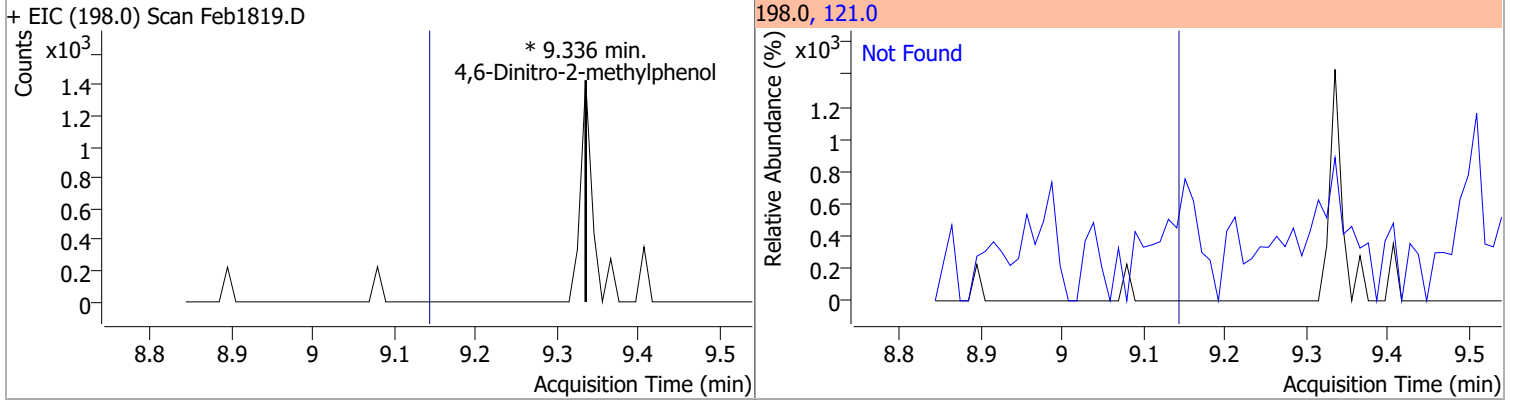 + EIC (198.0) Scan Feb1819.D
Counts
x10³
1.4
1.2
1
0.8
0.6
0.4
0.2
0
* 9.336 min.
4,6-Dinitro-2-methylphenol
8.8 8.9 9 9.1 9.2 9.3 9.4 9.5
Acquisition Time (min)
198.0, 121.0
Relative Abundance (%)
x10³
Not Found
1.2
1
0.8
0.6
0.4
0.2
0
8.8 8.9 9 9.1 9.2 9.3 9.4 9.5
Acquisition Time (min)